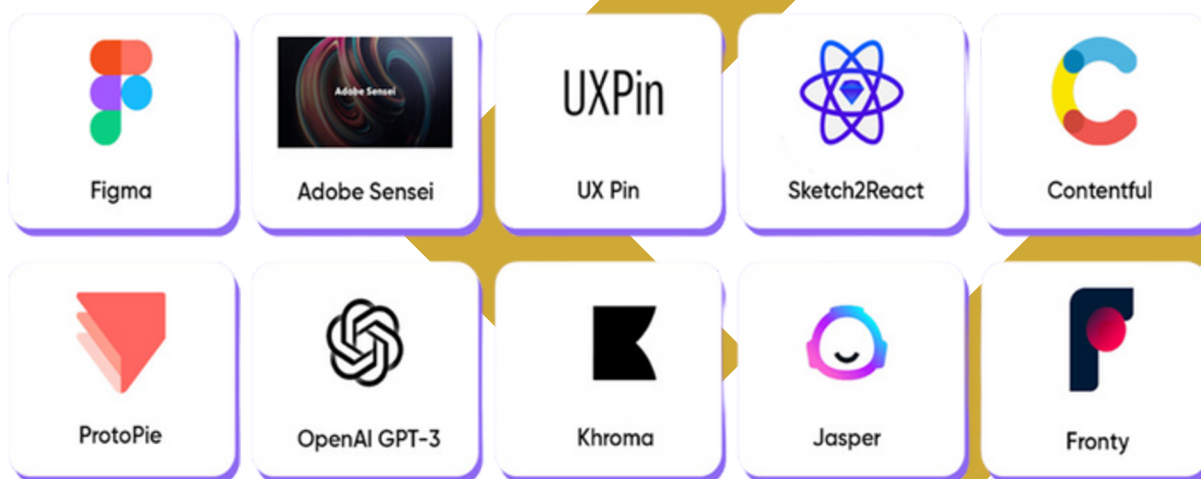 Adobe Sensei
UXPin
Figma
Adobe Sensei
UX Pin
Sketch2React
Contentful
ProtoPie
OpenAI GPT-3
Khroma
Jasper
Fronty